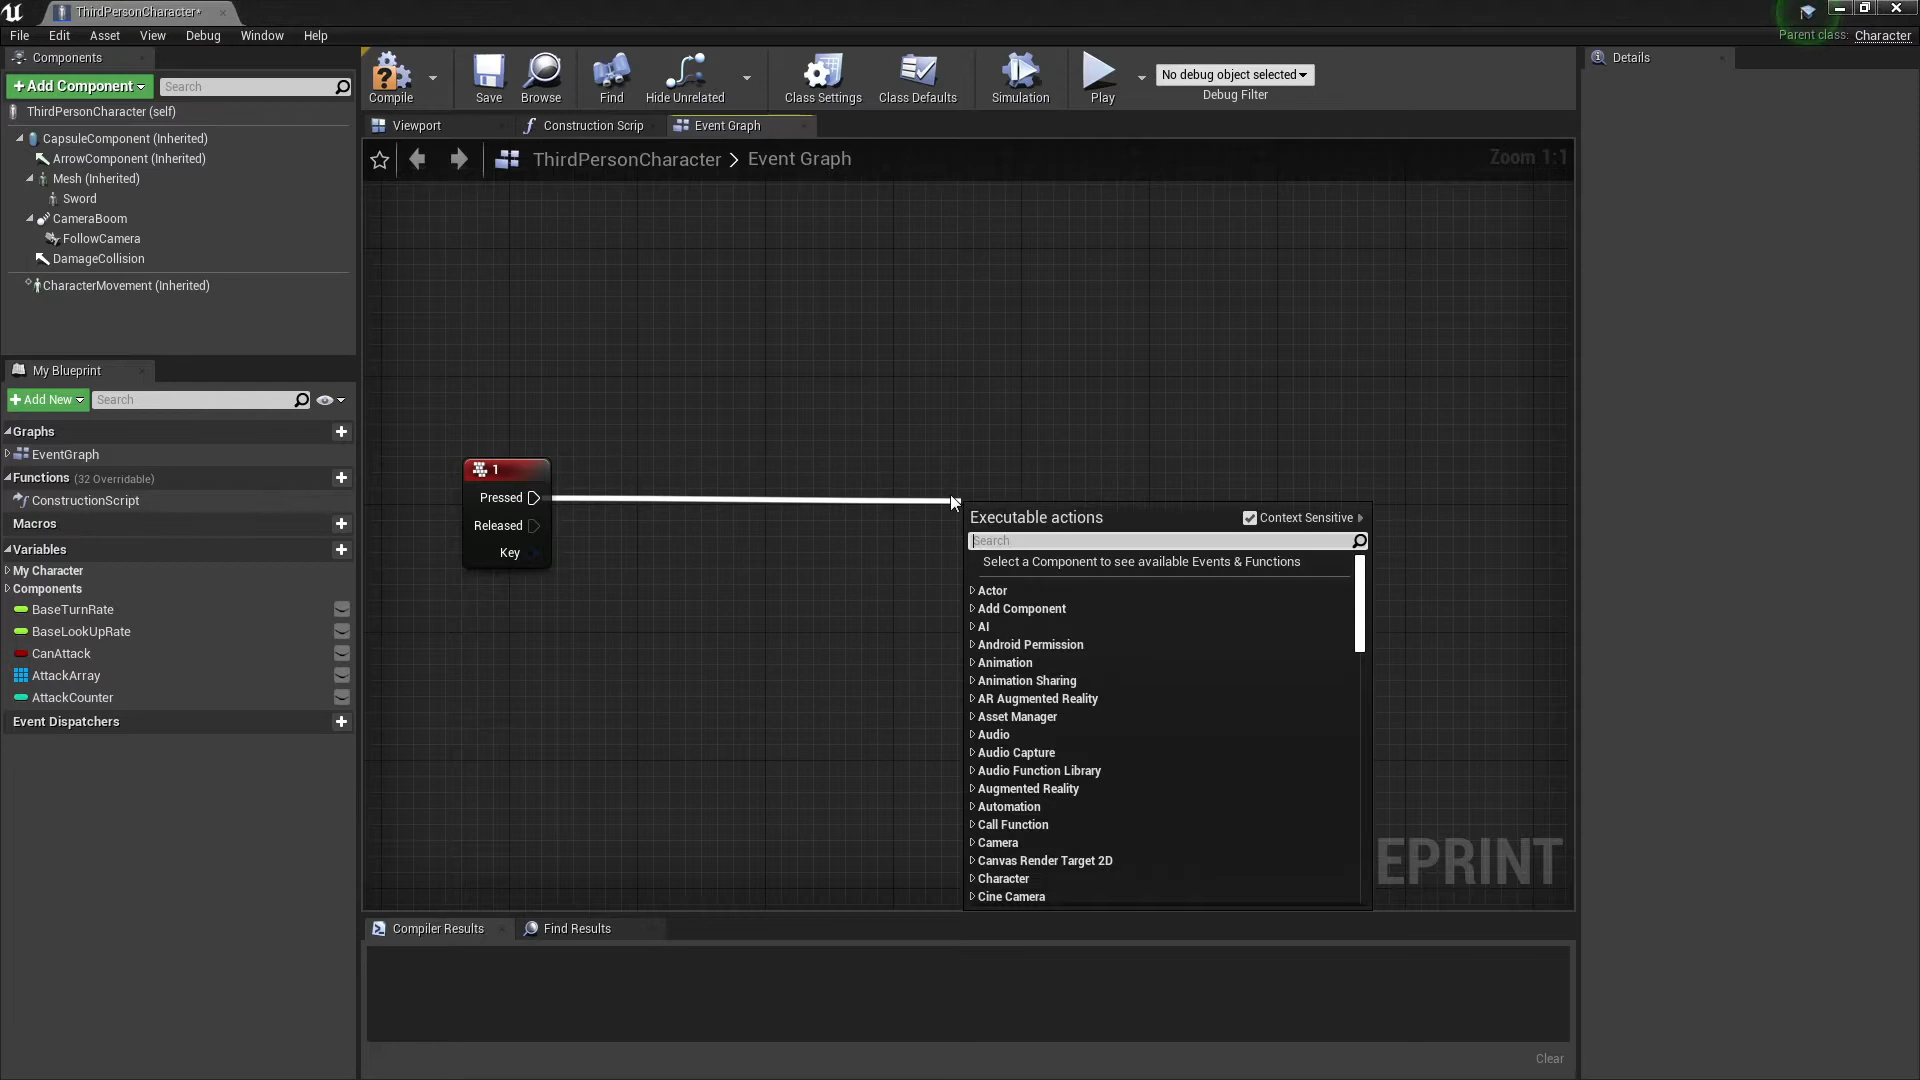 ThirdPersonCharacter*
File Edit Asset View Debug Window Help
Parent class: Character
Components
+ Add Component
Search
ThirdPersonCharacter (self)
CapsuleComponent (Inherited)
ArrowComponent (Inherited)
Mesh (Inherited)
Sword
CameraBoom
FollowCamera
DamageCollision
CharacterMovement (Inherited)
My Blueprint
+ Add New
Search
Graphs
EventGraph
Functions (32 Overridable)
ConstructionScript
Macros
Variables
My Character
Components
BaseTurnRate
BaseLookUpRate
CanAttack
AttackArray
AttackCounter
Event Dispatchers
Compile
Save
Browse
Find
Hide Unrelated
Class Settings
Class Defaults
Simulation
Play
No debug object selected
Debug Filter
Viewport
Construction Scrip
Event Graph
ThirdPersonCharacter > Event Graph
Zoom 1:1
1
Pressed
Released
Key
Executable actions
Context Sensitive
Search
Select a Component to see available Events & Functions
Actor
Add Component
AI
Android Permission
Animation
Animation Sharing
AR Augmented Reality
Asset Manager
Audio
Audio Capture
Audio Function Library
Augmented Reality
Automation
Call Function
Camera
Canvas Render Target 2D
Character
Cine Camera
EPRINT
Compiler Results
Find Results
Clear
Details